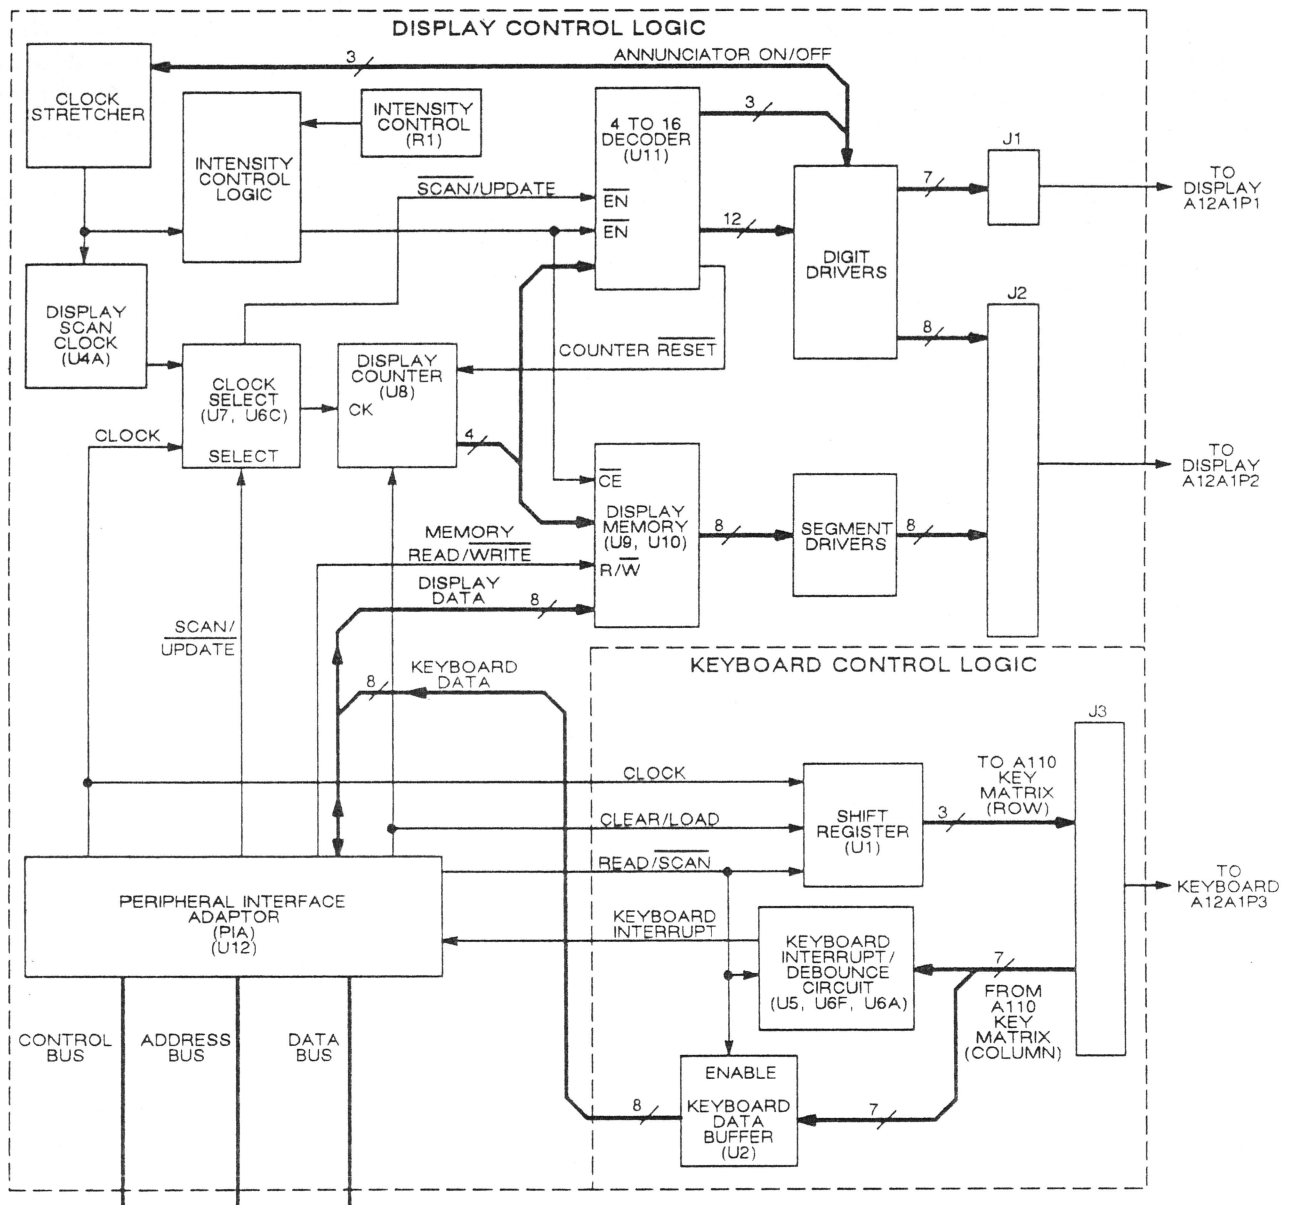 DISPLAY CONTROL LOGIC
3
ANNUNCIATOR ON/OFF
CLOCK
STRETCHER
INTENSITY
CONTROL
LOGIC
INTENSITY
CONTROL
(R1)
4 TO 16
DECODER
(U11)
EN
EN
3
12
SCAN/UPDATE
DIGIT
DRIVERS
7
8
J1
TO
DISPLAY
A12A1P1
J2
DISPLAY
SCAN
CLOCK
(U4A)
CLOCK
SELECT
(U7, U6C)
SELECT
CLOCK
DISPLAY
COUNTER
(U8)
CK
COUNTER RESET
4
CE
DISPLAY
MEMORY
(U9, U10)
R/W
8
SEGMENT
DRIVERS
8
TO
DISPLAY
A12A1P2
MEMORY
READ/WRITE
DISPLAY
DATA
8
SCAN/
UPDATE
8
KEYBOARD
DATA
KEYBOARD CONTROL LOGIC
J3
CLOCK
CLEAR/LOAD
READ/SCAN
SHIFT
REGISTER
(U1)
3
TO A110
KEY
MATRIX
(ROW)
TO
KEYBOARD
A12A1P3
PERIPHERAL INTERFACE
ADAPTOR
(PIA)
(U12)
KEYBOARD
INTERRUPT
KEYBOARD
INTERRUPT/
DEBOUNCE
CIRCUIT
(U5, U6F, U6A)
7
FROM
A110
KEY
MATRIX
(COLUMN)
CONTROL
BUS
ADDRESS
BUS
DATA
BUS
ENABLE
KEYBOARD
DATA
BUFFER
(U2)
8
7